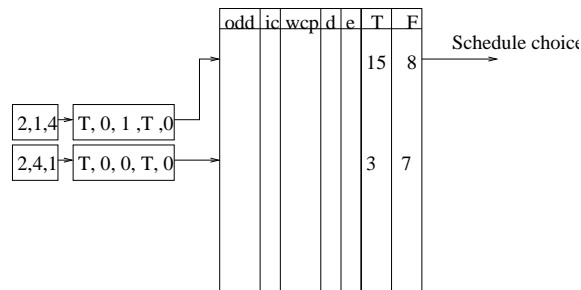 odd ic wcp d e T F
Schedule choice
15 8
2,1,4 T, 0, 1 ,T ,0
2,4,1 T, 0, 0, T, 0
3 7